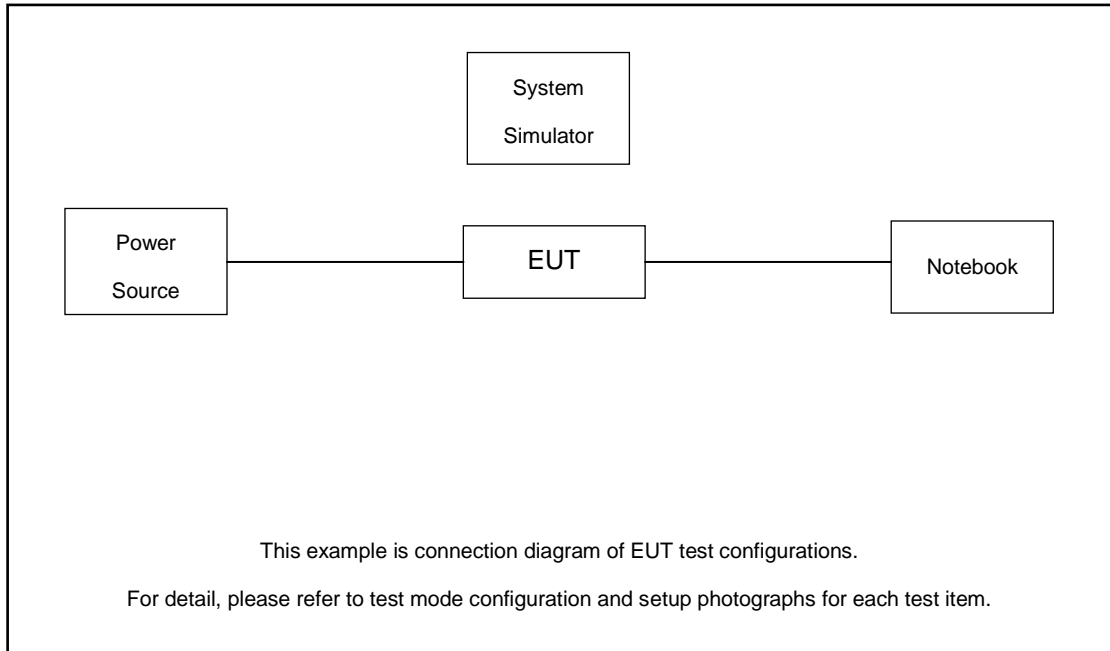 System
Simulator
Power
Source
EUT
Notebook
This example is connection diagram of EUT test configurations.
For detail, please refer to test mode configuration and setup photographs for each test item.